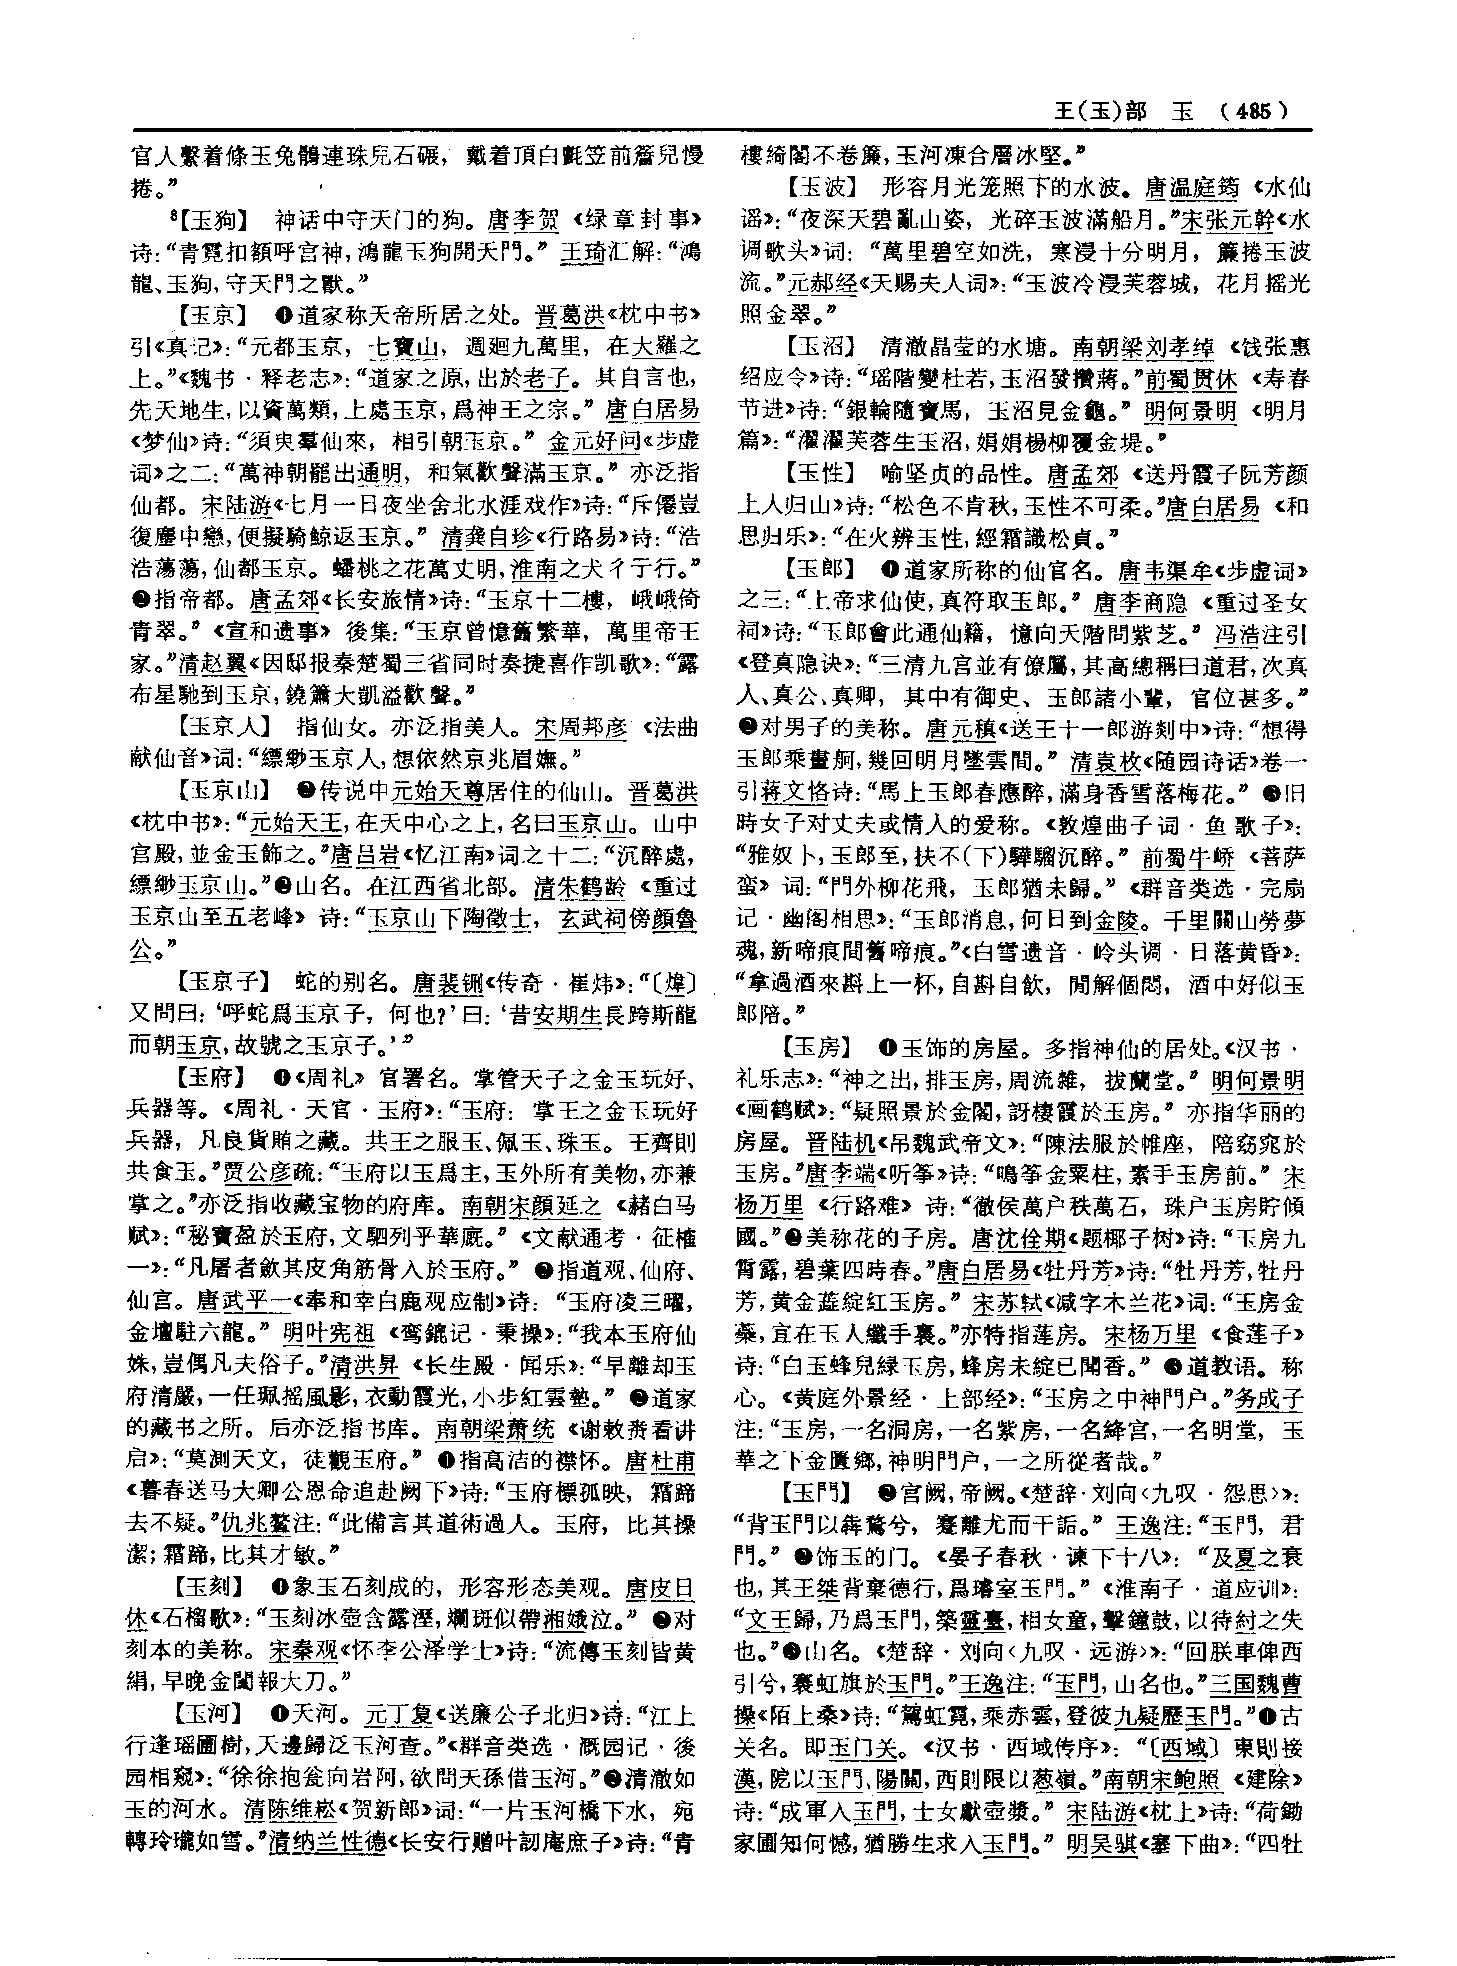 王(玉)部　玉　(485)
官人繫着條玉兔鶻連珠兒石碾，戴着頂白氈笠前簷兒慢
捲。”
⁸【玉狗】　神话中守天门的狗。唐李贺《绿章封事》
诗：“青霓扣額呼宫神，鴻龍玉狗開天門。”王琦汇解：“鴻
龍、玉狗，守天門之獸。”
【玉京】　❶道家称天帝所居之处。晋葛洪《枕中书》
引《真记》：“元都玉京，七寶山，週廻九萬里，在大羅之
上。”《魏书·释老志》：“道家之原，出於老子。其自言也，
先天地生，以資萬類，上處玉京，爲神王之宗。”唐白居易
《梦仙》诗：“須臾羣仙來，相引朝玉京。”金元好问《步虚
词》之二：“萬神朝罷出通明，和氣歡聲滿玉京。”亦泛指
仙都。宋陆游《七月一日夜坐舍北水涯戏作》诗：“斥僊豈
復塵中戀，便擬騎鯨返玉京。”清龚自珍《行路易》诗：“浩
浩蕩蕩，仙都玉京。蟠桃之花萬丈明，淮南之犬彳亍行。”
❷指帝都。唐孟郊《长安旅情》诗：“玉京十二樓，峨峨倚
青翠。”《宣和遗事》後集：“玉京曾憶舊繁華，萬里帝王
家。”清赵翼《因邸报秦楚蜀三省同时奏捷喜作凯歌》：“露
布星馳到玉京，鐃簫大凱溢歡聲。”
【玉京人】　指仙女。亦泛指美人。宋周邦彦《法曲
献仙音》词：“縹緲玉京人，想依然京兆眉嫵。”
【玉京山】　❶传说中元始天尊居住的仙山。晋葛洪
《枕中书》：“元始天王，在天中心之上，名曰玉京山。山中
宫殿，並金玉飾之。”唐吕岩《忆江南》词之十二：“沉醉處，
縹緲玉京山。”❷山名。在江西省北部。清朱鹤龄《重过
玉京山至五老峰》诗：“玉京山下陶徵士，玄武祠傍顔魯
公。”
【玉京子】　蛇的别名。唐裴铏《传奇·崔炜》：“〔煒〕
又問曰：‘呼蛇爲玉京子，何也？’曰：‘昔安期生長跨斯龍
而朝玉京，故號之玉京子。’”
【玉府】　❶《周礼》官署名。掌管天子之金玉玩好、
兵器等。《周礼·天官·玉府》：“玉府：掌王之金玉玩好
兵器，凡良貨賄之藏。共王之服玉、佩玉、珠玉。王齊則
共食玉。”贾公彦疏：“玉府以玉爲主，玉外所有美物，亦兼
掌之。”亦泛指收藏宝物的府库。南朝宋顔延之《赭白马
赋》：“秘寶盈於玉府，文駟列乎華廄。”《文献通考·征榷
一》：“凡屠者斂其皮角筋骨入於玉府。”❷指道观、仙府、
仙宫。唐武平一《奉和幸白鹿观应制》诗：“玉府凌三曜，
金壇駐六龍。”明叶宪祖《鸾鎞记·秉操》：“我本玉府仙
姝，豈偶凡夫俗子。”清洪昇《长生殿·闻乐》：“早離却玉
府清嚴，一任珮摇風影，衣動霞光，小步紅雲墊。”❸道家
的藏书之所。后亦泛指书库。南朝梁萧统《谢敕赉看讲
启》：“莫測天文，徒觀玉府。”❹指高洁的襟怀。唐杜甫
《暮春送马大卿公恩命追赴阙下》诗：“玉府標孤映，霜蹄
去不疑。”仇兆鳌注：“此備言其道術過人。玉府，比其操
潔；霜蹄，比其才敏。”
【玉刻】　❶象玉石刻成的，形容形态美观。唐皮日
休《石榴歌》：“玉刻冰壺含露溼，斕斑似帶湘娥泣。”❷对
刻本的美称。宋秦观《怀李公泽学士》诗：“流傳玉刻皆黄
絹，早晚金閨報大刀。”
【玉河】　❶天河。元丁复《送廉公子北归》诗：“江上
行逢瑶圃樹，天邊歸泛玉河查。”《群音类选·溉园记·後
园相窥》：“徐徐抱瓮向岩阿，欲問天孫借玉河。”❷清澈如
玉的河水。清陈维崧《贺新郎》词：“一片玉河橋下水，宛
轉玲瓏如雪。”清纳兰性德《长安行赠叶訒庵庶子》诗：“青
樓綺閣不卷簾，玉河凍合層冰堅。”
【玉波】　形容月光笼照下的水波。唐温庭筠《水仙
谣》：“夜深天碧亂山姿，光碎玉波滿船月。”宋张元幹《水
调歌头》词：“萬里碧空如洗，寒浸十分明月，簾捲玉波
流。”元郝经《天赐夫人词》：“玉波冷浸芙蓉城，花月摇光
照金翠。”
【玉沼】　清澈晶莹的水塘。南朝梁刘孝绰《饯张惠
绍应令》诗：“瑶階變杜若，玉沼發攢蔣。”前蜀贯休《寿春
节进》诗：“銀輪隨寶馬，玉沼見金龜。”明何景明《明月
篇》：“濯濯芙蓉生玉沼，娟娟楊柳覆金堤。”
【玉性】　喻坚贞的品性。唐孟郊《送丹霞子阮芳颜
上人归山》诗：“松色不肯秋，玉性不可柔。”唐白居易《和
思归乐》：“在火辨玉性，經霜識松貞。”
【玉郎】　❶道家所称的仙官名。唐韦渠牟《步虚词》
之三：“上帝求仙使，真符取玉郎。”唐李商隐《重过圣女
祠》诗：“玉郎會此通仙籍，憶向天階問紫芝。”冯浩注引
《登真隐诀》：“三清九宫並有僚屬，其高總稱曰道君，次真
人、真公、真卿，其中有御史、玉郎諸小輩，官位甚多。”
❷对男子的美称。唐元稹《送王十一郎游剡中》诗：“想得
玉郎乘畫舸，幾回明月墜雲間。”清袁枚《随园诗话》卷一
引蒋文恪诗：“馬上玉郎春應醉，滿身香雪落梅花。”❸旧
時女子对丈夫或情人的爱称。《敦煌曲子词·鱼歌子》：
“雅奴卜，玉郎至，扶不(下)驊騮沉醉。”前蜀牛峤《菩萨
蛮》词：“門外柳花飛，玉郎猶未歸。”《群音类选·完扇
记·幽阁相思》：“玉郎消息，何日到金陵。千里關山勞夢
魂，新啼痕間舊啼痕。”《白雪遗音·岭头调·日落黄昏》：
“拿過酒來斟上一杯，自斟自飲，閒解個悶，酒中好似玉
郎陪。”
【玉房】　❶玉饰的房屋。多指神仙的居处。《汉书·
礼乐志》：“神之出，排玉房，周流雜，拔蘭堂。”明何景明
《画鹤赋》：“疑照景於金閣，訝棲霞於玉房。”亦指华丽的
房屋。晋陆机《吊魏武帝文》：“陳法服於帷座，陪窈窕於
玉房。”唐李端《听筝》诗：“鳴筝金粟柱，素手玉房前。”宋
杨万里《行路难》诗：“徹侯萬户秩萬石，珠户玉房貯傾
國。”❷美称花的子房。唐沈佺期《题椰子树》诗：“玉房九
霄露，碧葉四時春。”唐白居易《牡丹芳》诗：“牡丹芳，牡丹
芳，黄金蕊綻紅玉房。”宋苏轼《减字木兰花》词：“玉房金
蘂，宜在玉人纖手裏。”亦特指莲房。宋杨万里《食莲子》
诗：“白玉蜂兒緑玉房，蜂房未綻已聞香。”❸道教语。称
心。《黄庭外景经·上部经》：“玉房之中神門户。”务成子
注：“玉房，一名洞房，一名紫房，一名絳宫，一名明堂，玉
華之下金匱鄉，神明門户，一之所從者哉。”
【玉門】　❶宫阙，帝阙。《楚辞·刘向〈九叹·怨思〉》：
“背玉門以犇騖兮，蹇離尤而干詬。”王逸注：“玉門，君
門。”❷饰玉的门。《晏子春秋·谏下十八》：“及夏之衰
也，其王桀背棄德行，爲璿室玉門。”《淮南子·道应训》：
“文王歸，乃爲玉門，築靈臺，相女童，擊鐘鼓，以待紂之失
也。”❸山名。《楚辞·刘向〈九叹·远游〉》：“回朕車俾西
引兮，褰虹旗於玉門。”王逸注：“玉門，山名也。”三国魏曹
操《陌上桑》诗：“駕虹霓，乘赤雲，登彼九疑歷玉門。”❹古
关名。即玉门关。《汉书·西域传序》：“〔西域〕東則接
漢，阸以玉門、陽關，西則限以葱嶺。”南朝宋鲍照《建除》
诗：“成軍入玉門，士女獻壺漿。”宋陆游《枕上》诗：“荷鋤
家圃知何憾，猶勝生求入玉門。”明吴骐《塞下曲》：“四牡